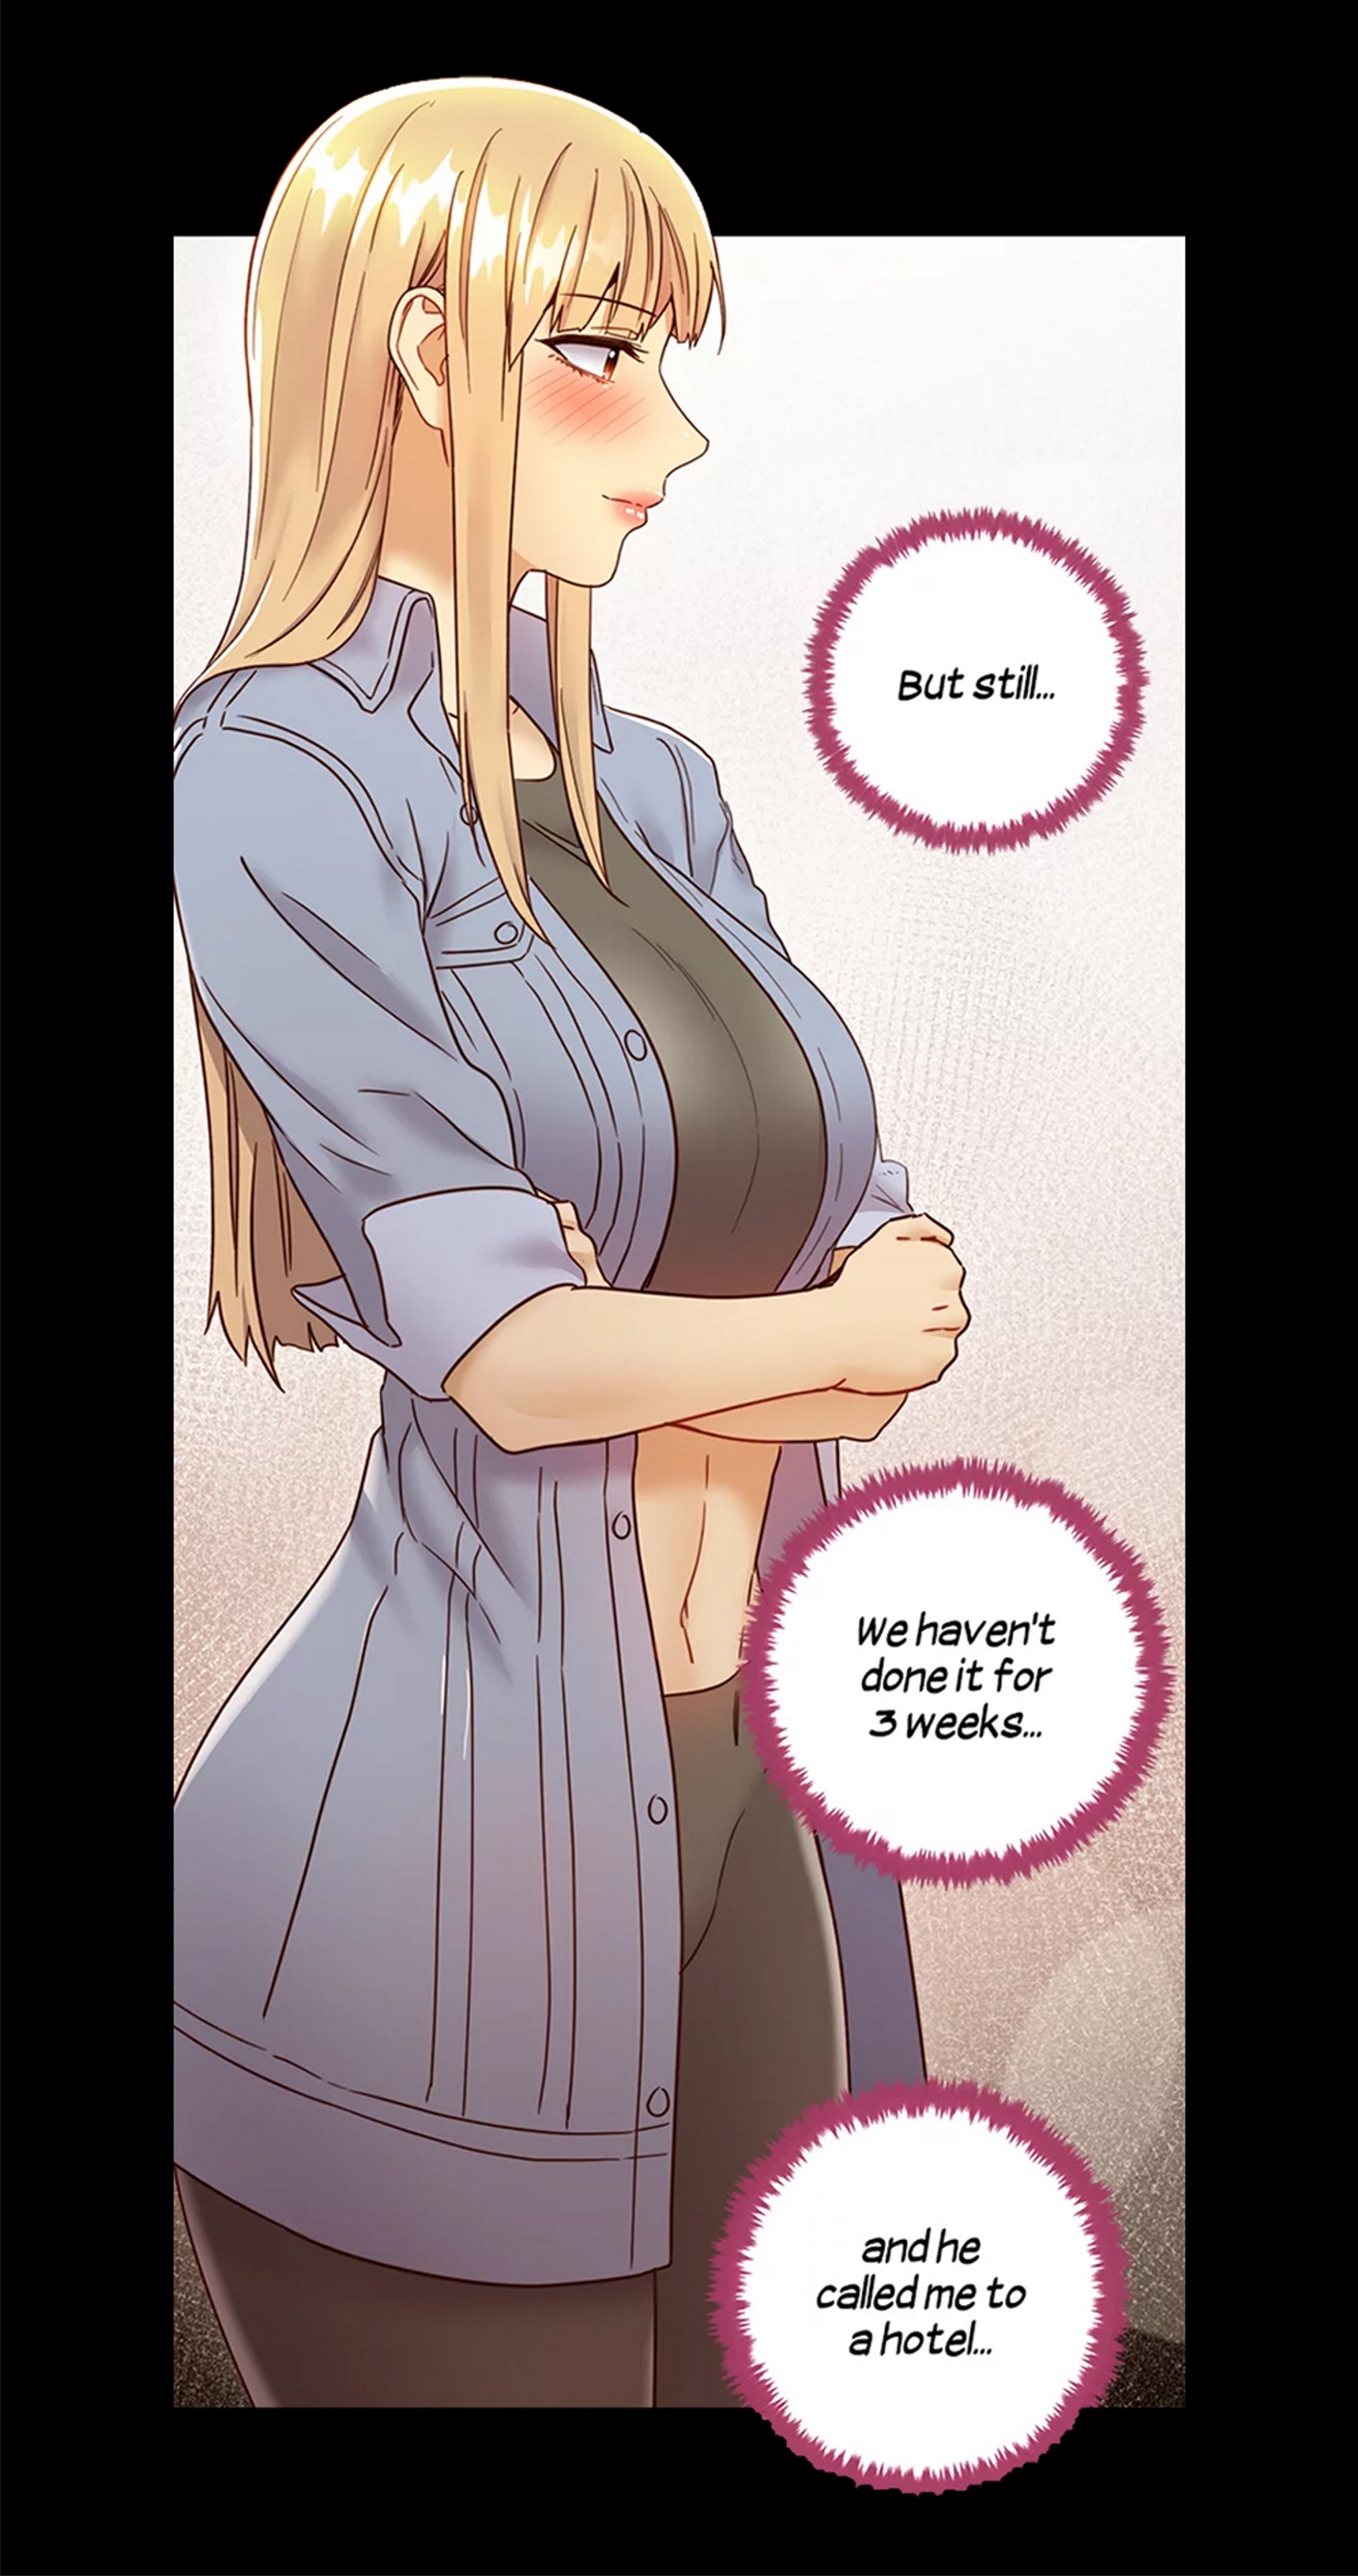 But still...
We haven't
done it for
3 weeks...
and he
called me to
a hotel...